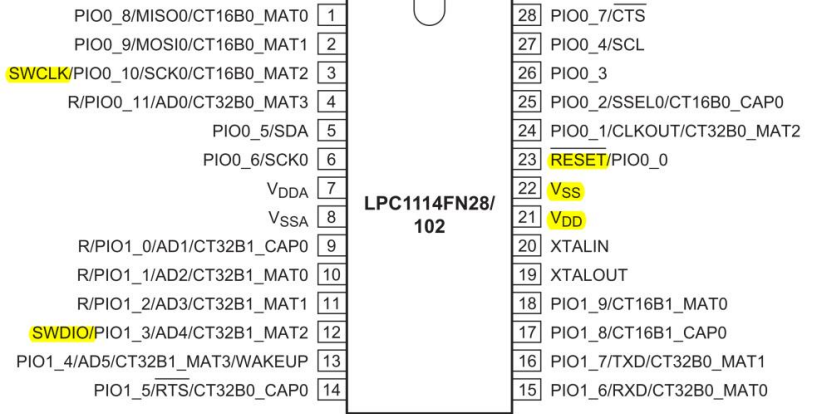 PIO0_8/MISO0/CT16B0_MAT0 1
28 PIO0_7/CTS
PIO0_9/MOSI0/CT16B0_MAT1 2
27 PIO0_4/SCL
SWCLK/PIO0_10/SCK0/CT16B0_MAT2 3
26 PIO0_3
R/PIO0_11/AD0/CT32B0_MAT3 4
25 PIO0_2/SSEL0/CT16B0_CAP0
PIO0_5/SDA 5
24 PIO0_1/CLKOUT/CT32B0_MAT2
PIO0_6/SCK0 6
23 RESET/PIO0_0
VDDA 7
22 VSS
LPC1114FN28/
102
VSSA 8
21 VDD
R/PIO1_0/AD1/CT32B1_CAP0 9
20 XTALIN
R/PIO1_1/AD2/CT32B1_MAT0 10
19 XTALOUT
R/PIO1_2/AD3/CT32B1_MAT1 11
18 PIO1_9/CT16B1_MAT0
SWDIO/PIO1_3/AD4/CT32B1_MAT2 12
17 PIO1_8/CT16B1_CAP0
PIO1_4/AD5/CT32B1_MAT3/WAKEUP 13
16 PIO1_7/TXD/CT32B0_MAT1
PIO1_5/RTS/CT32B0_CAP0 14
15 PIO1_6/RXD/CT32B0_MAT0